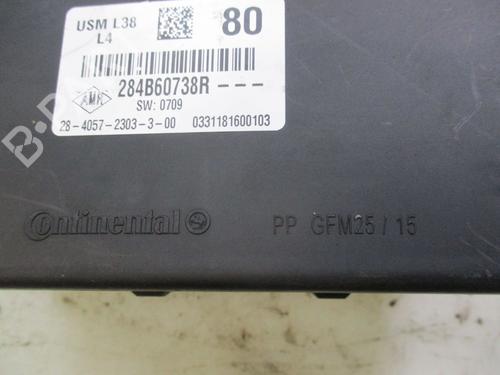 USM L38 80
L4
284B60738R---
SW: 0709
28-4057-2303-3-00 0331181600103
Continental
PP GFM25 / 15